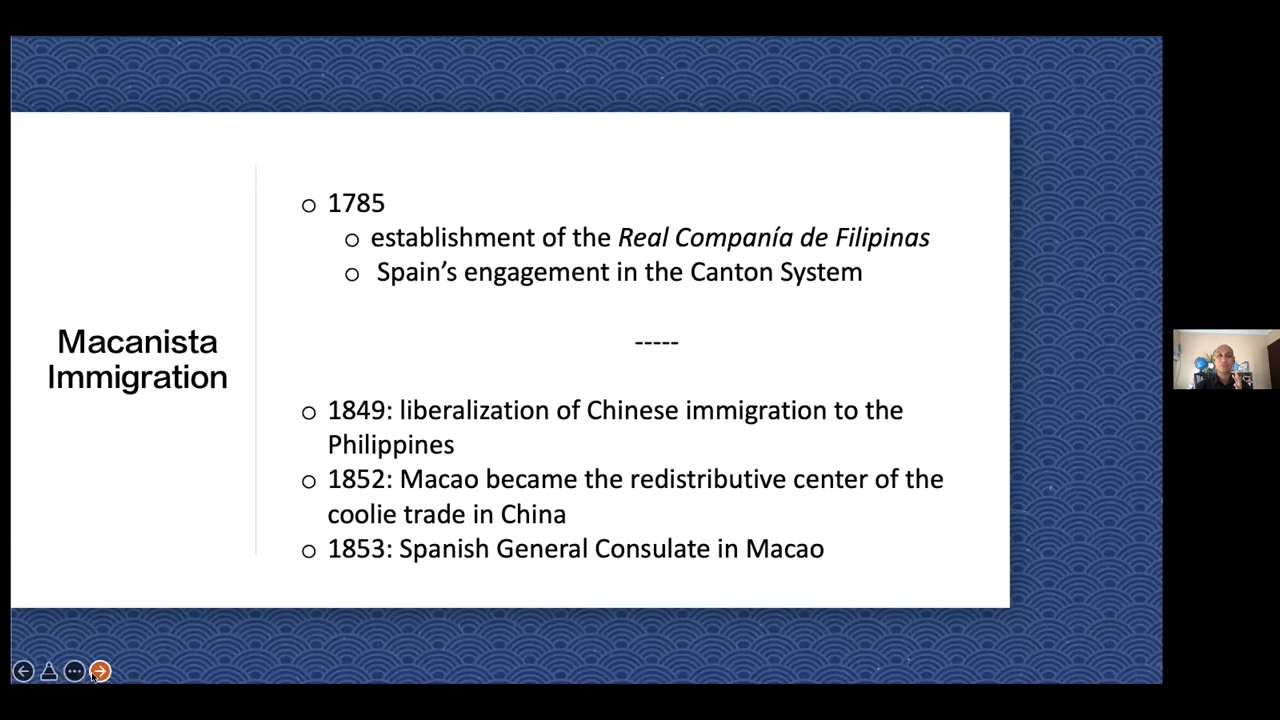 Macanista
Immigration
1785
establishment of the Real Companía de Filipinas
Spain's engagement in the Canton System
-----
1849: liberalization of Chinese immigration to the
Philippines
1852: Macao became the redistributive center of the
coolie trade in China
1853: Spanish General Consulate in Macao